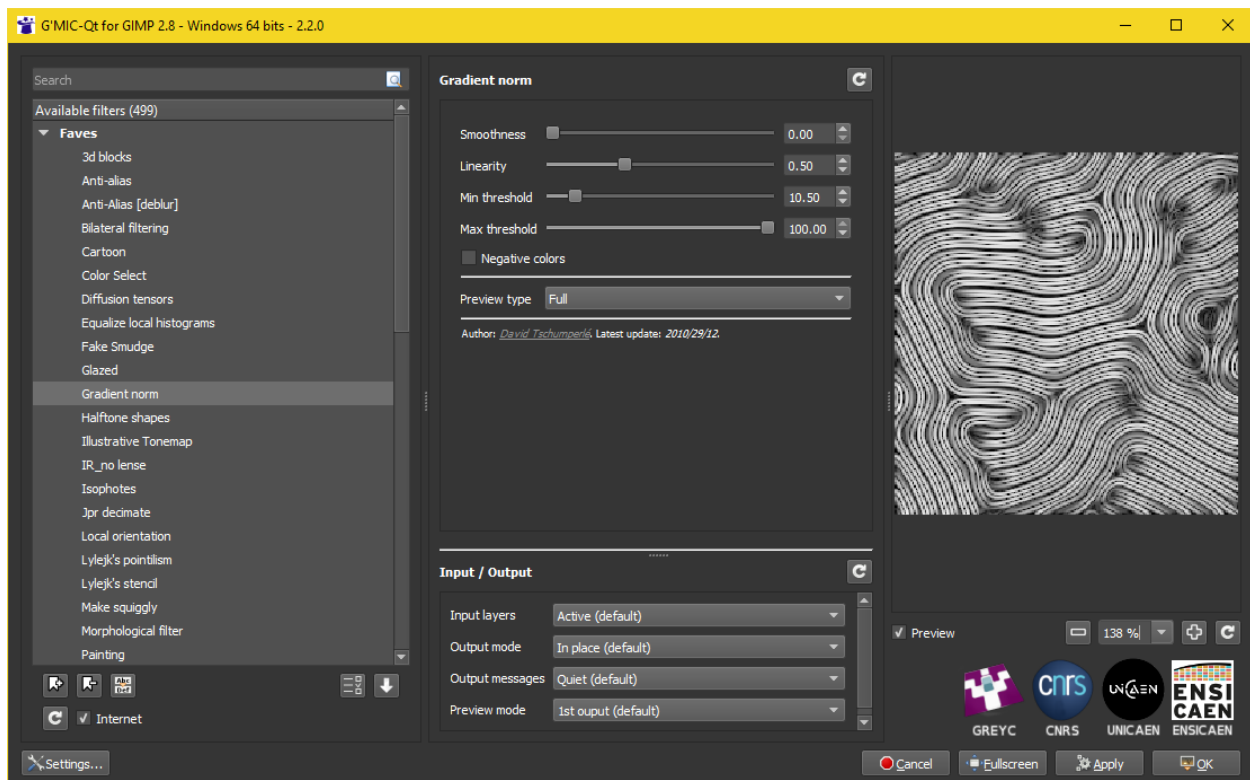 G'MIC-Qt for GIMP 2.8 - Windows 64 bits - 2.2.0
Search
Available filters (499)
Faves
3d blocks
Anti-alias
Anti-Alias [deblur]
Bilateral filtering
Cartoon
Color Select
Diffusion tensors
Equalize local histograms
Fake Smudge
Glazed
Gradient norm
Halftone shapes
Illustrative Tonemap
IR_no lense
Isophotes
Jpr decimate
Local orientation
Lylejk's pointilism
Lylejk's stencil
Make squiggly
Morphological filter
Painting
Abc
Def
Internet
Settings...
Gradient norm
Smoothness 0.00
Linearity 0.50
Min threshold 10.50
Max threshold 100.00
Negative colors
Preview type Full
Author: David Tschumperlé. Latest update: 2010/29/12.
Input / Output
Input layers Active (default)
Output mode In place (default)
Output messages Quiet (default)
Preview mode 1st ouput (default)
Preview 138 %
cnrs
UNICAEN
ENSI
CAEN
GREYC CNRS UNICAEN ENSICAEN
Cancel Fullscreen Apply OK